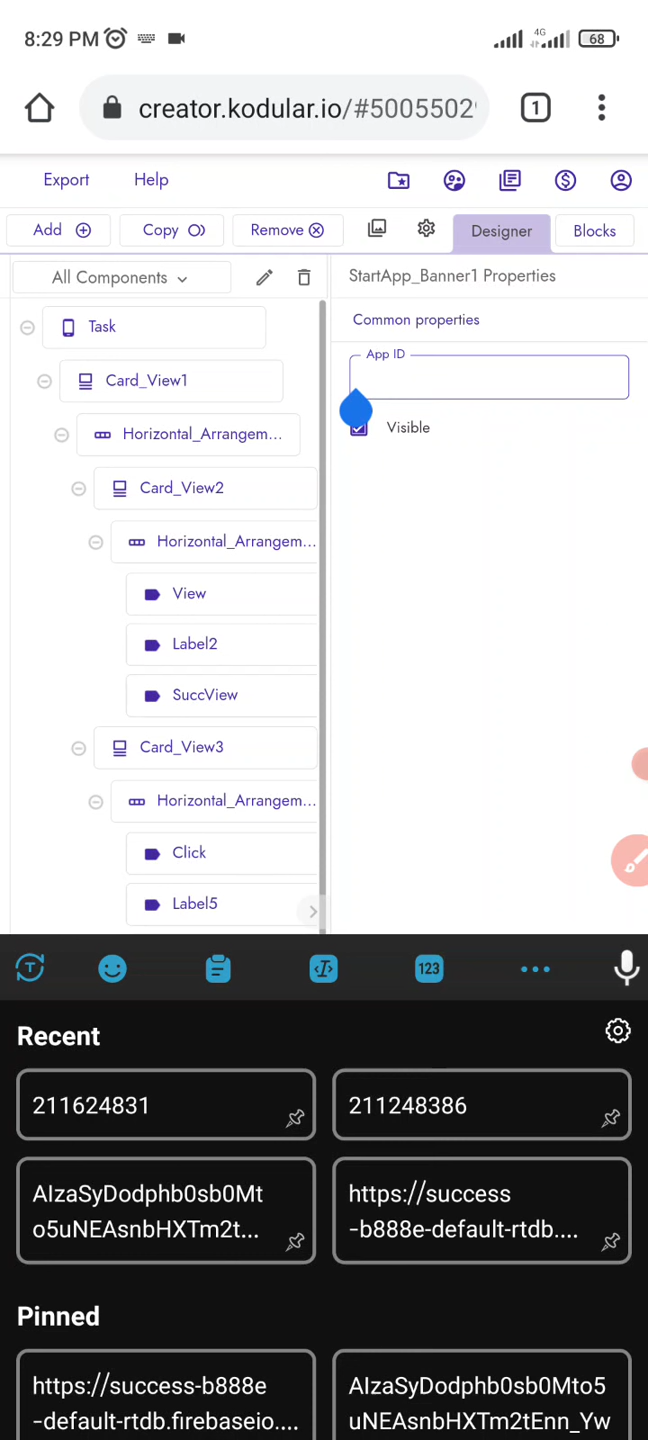 8:29 PM
4G
68
creator.kodular.io/#5005502
1
Export Help
Add Copy Remove Designer Blocks
All Components
StartApp_Banner1 Properties
Task
Common properties
App ID
Card_View1
Visible
Horizontal_Arrangem...
Card_View2
Horizontal_Arrangem...
View
Label2
SuccView
Card_View3
Horizontal_Arrangem...
Click
Label5
T
123
Recent
211624831
211248386
AIzaSyDodphb0sb0Mt
o5uNEAsnbHXTm2t...
https://success
-b888e-default-rtdb....
Pinned
https://success-b888e
-default-rtdb.firebaseio....
AIzaSyDodphb0sb0Mto5
uNEAsnbHXTm2tEnn_Yw